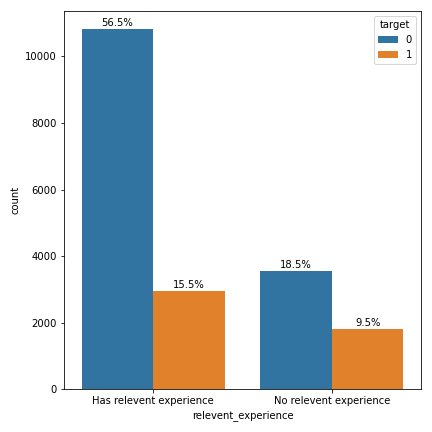 56.5%
target
0
1
10000
8000
count
6000
4000
18.5%
15.5%
2000
9.5%
0
Has relevent experience
No relevent experience
relevent_experience